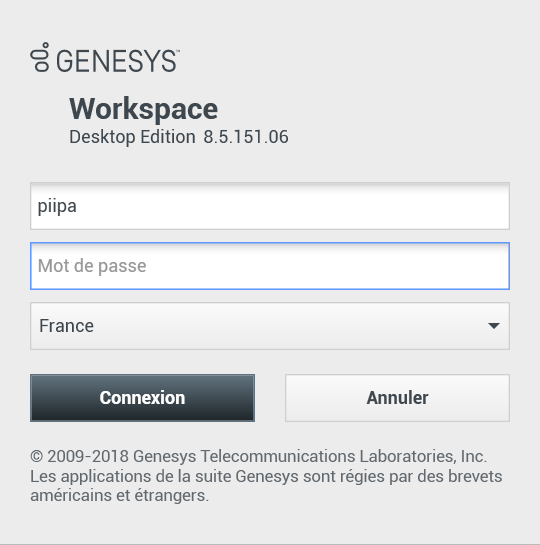 GENESYS™
Workspace
Desktop Edition 8.5.151.06
piipa
Mot de passe
France
Connexion
Annuler
© 2009-2018 Genesys Telecommunications Laboratories, Inc.
Les applications de la suite Genesys sont régies par des brevets
américains et étrangers.